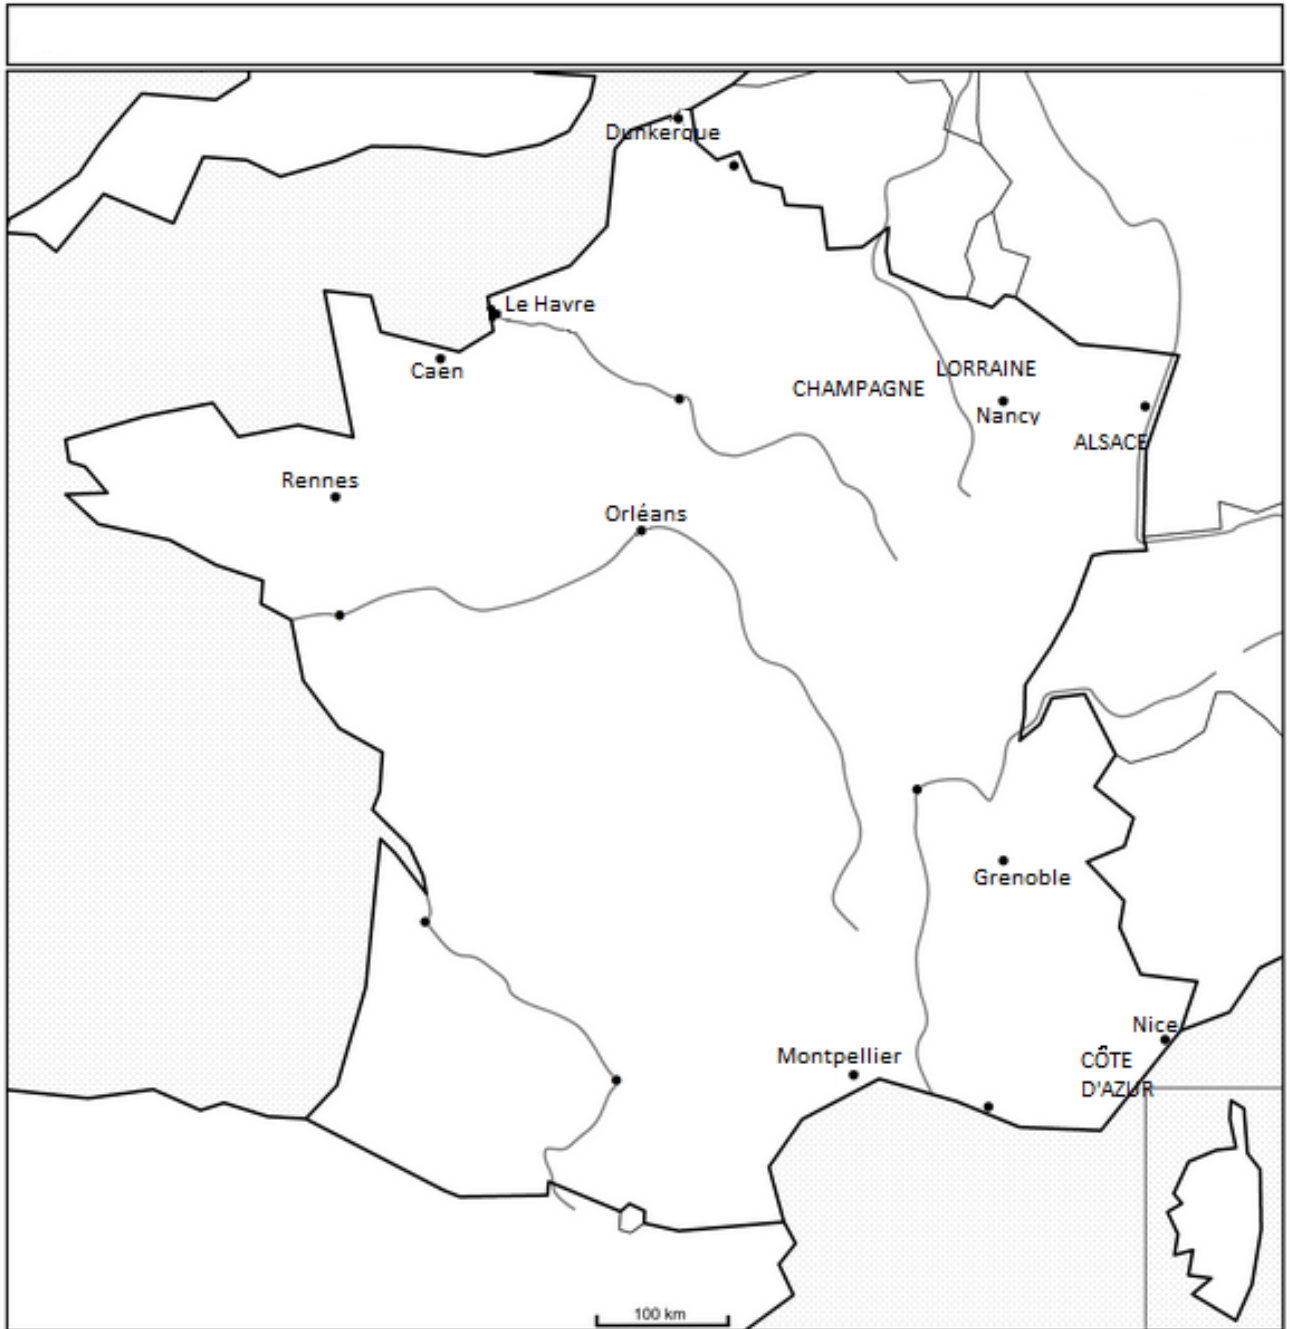 Dunkerque
Le Havre
Caen
LORRAINE
CHAMPAGNE
Nancy
ALSACE
Rennes
Orléans
Grenoble
Nice
Montpellier
CÔTE
D'AZUR
100 km